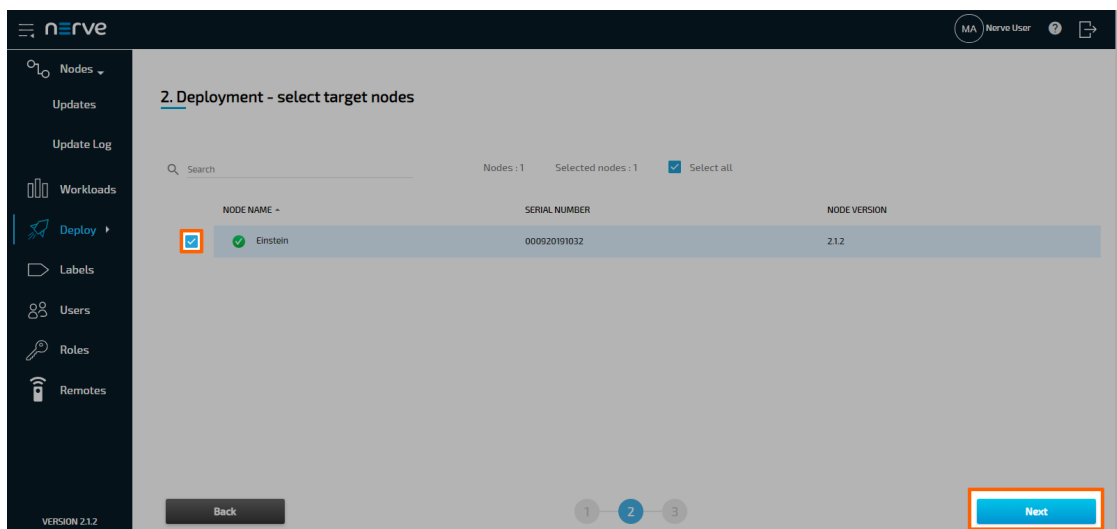 nerve
MA Nerve User ?
Nodes
Updates
Update Log
Workloads
Deploy
Labels
Users
Roles
Remotes
VERSION 2.1.2
2. Deployment - select target nodes
Search Nodes : 1 Selected nodes : 1 Select all
NODE NAME SERIAL NUMBER NODE VERSION
Einstein 000920191032 2.1.2
Back 1 2 3 Next